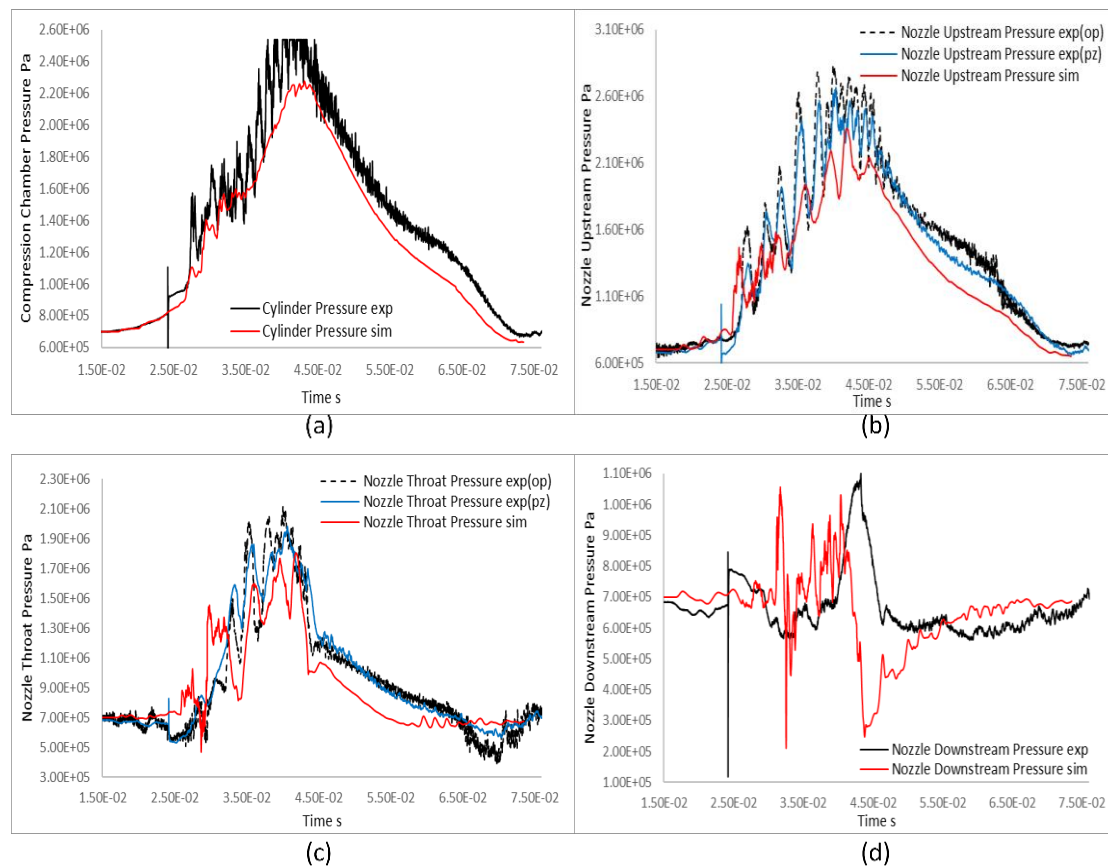 Compression Chamber Pressure Pa
2.60E+06
2.40E+06
2.20E+06
2.00E+06
1.80E+06
1.60E+06
1.40E+06
1.20E+06
1.00E+06
8.00E+05
6.00E+05
Cylinder Pressure exp
Cylinder Pressure sim
1.50E-02 2.50E-02 3.50E-02 4.50E-02 5.50E-02 6.50E-02 7.50E-02
Time s
(a)
Nozzle Upstream Pressure Pa
3.10E+06
2.60E+06
2.10E+06
1.60E+06
1.10E+06
6.00E+05
Nozzle Upstream Pressure exp(op)
Nozzle Upstream Pressure exp(pz)
Nozzle Upstream Pressure sim
1.50E-02 2.50E-02 3.50E-02 4.50E-02 5.50E-02 6.50E-02 7.50E-02
Time s
(b)
Nozzle Throat Pressure Pa
2.30E+06
2.10E+06
1.90E+06
1.70E+06
1.50E+06
1.30E+06
1.10E+06
9.00E+05
7.00E+05
5.00E+05
3.00E+05
Nozzle Throat Pressure exp(op)
Nozzle Throat Pressure exp(pz)
Nozzle Throat Pressure sim
1.50E-02 2.50E-02 3.50E-02 4.50E-02 5.50E-02 6.50E-02 7.50E-02
Time s
(c)
Nozzle Downstream Pressure Pa
1.10E+06
1.00E+06
9.00E+05
8.00E+05
7.00E+05
6.00E+05
5.00E+05
4.00E+05
3.00E+05
2.00E+05
1.00E+05
Nozzle Downstream Pressure exp
Nozzle Downstream Pressure sim
1.50E-02 2.50E-02 3.50E-02 4.50E-02 5.50E-02 6.50E-02 7.50E-02
Time s
(d)